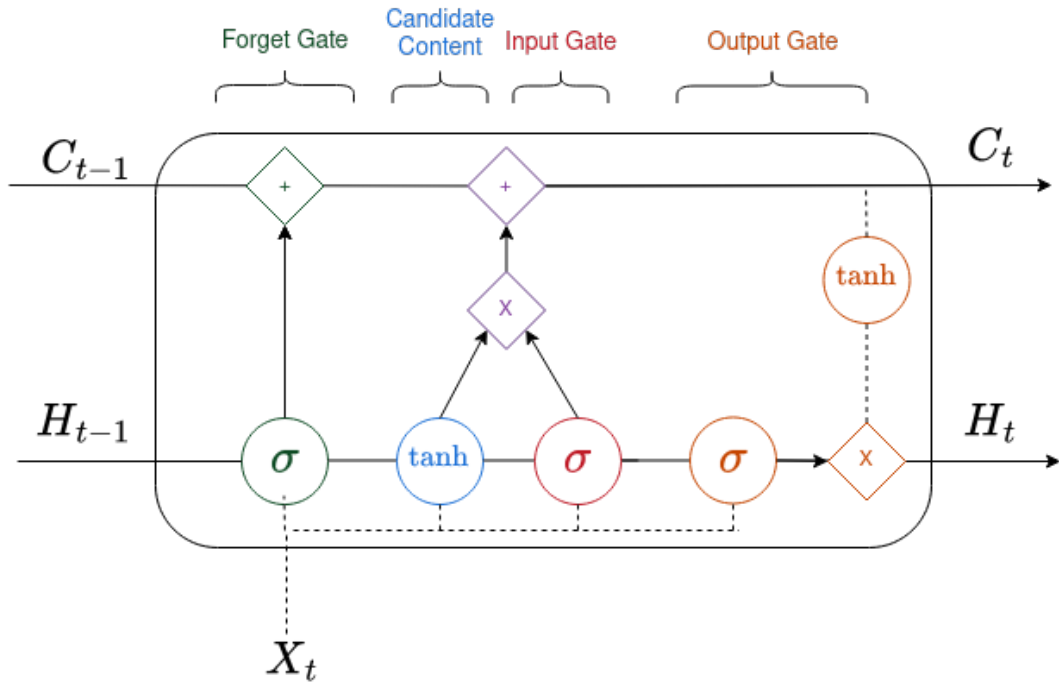 Forget Gate
Candidate
Content
Input Gate
Output Gate
C_{t-1}
C_t
+
+
tanh
X
H_{t-1}
H_t
σ
tanh
σ
σ
X
X_t